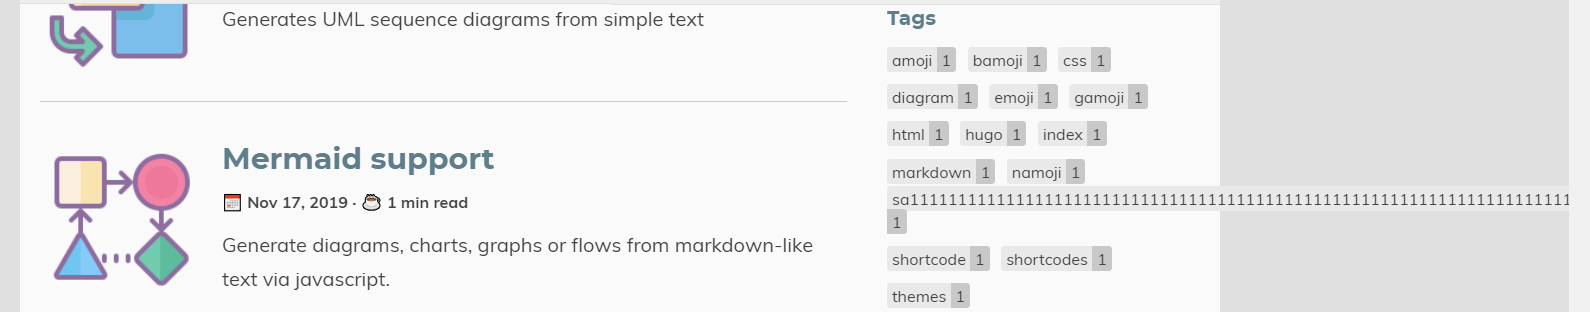 Generates UML sequence diagrams from simple text
Mermaid support
Nov 17, 2019 · 1 min read
Generate diagrams, charts, graphs or flows from markdown-like
text via javascript.
Tags
amoji 1 bamoji 1 css 1
diagram 1 emoji 1 gamoji 1
html 1 hugo 1 index 1
markdown 1 namoji 1
sa111111111111111111111111111111111111111111111111111111111111111111111
1
shortcode 1 shortcodes 1
themes 1